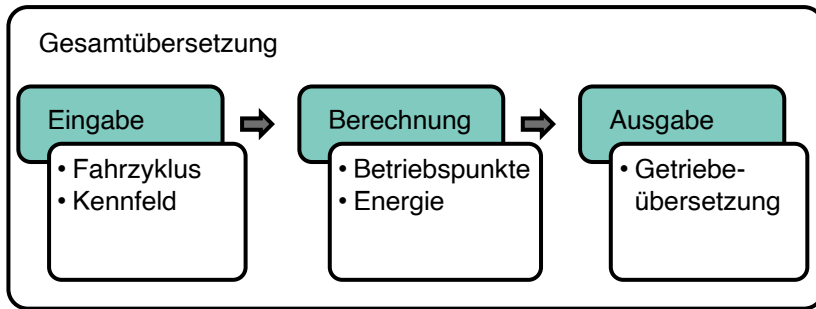 Gesamtübersetzung
Eingabe
• Fahrzyklus
• Kennfeld
Berechnung
• Betriebspunkte
• Energie
Ausgabe
• Getriebe-
übersetzung